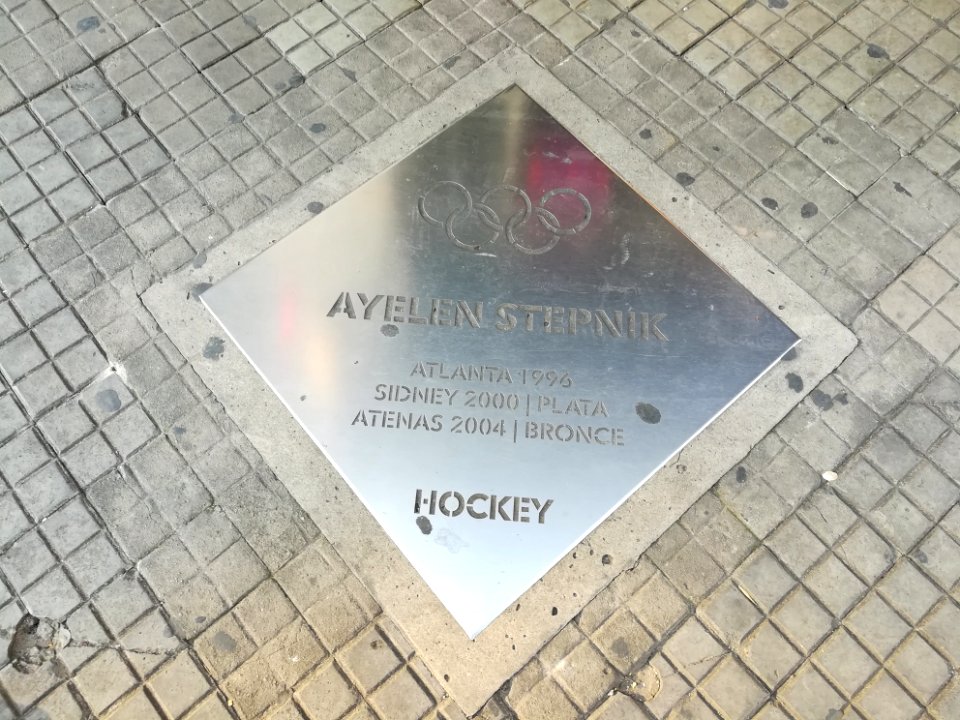 AYELEN STEPNIK
ATLANTA 1996
SIDNEY 2000 | PLATA
ATENAS 2004 | BRONCE
HOCKEY